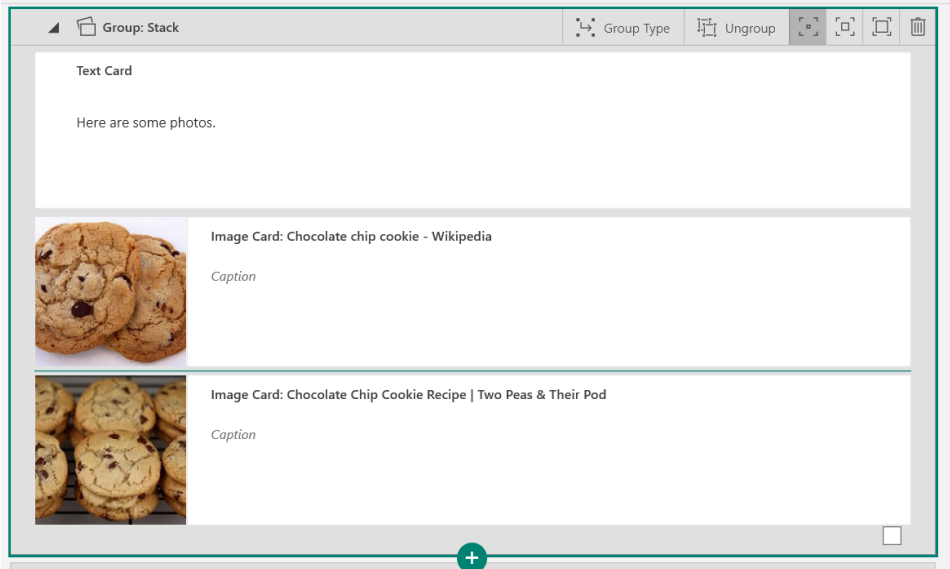 Group: Stack
Group Type
Ungroup
Text Card
Here are some photos.
Image Card: Chocolate chip cookie - Wikipedia
Caption
Image Card: Chocolate Chip Cookie Recipe | Two Peas & Their Pod
Caption